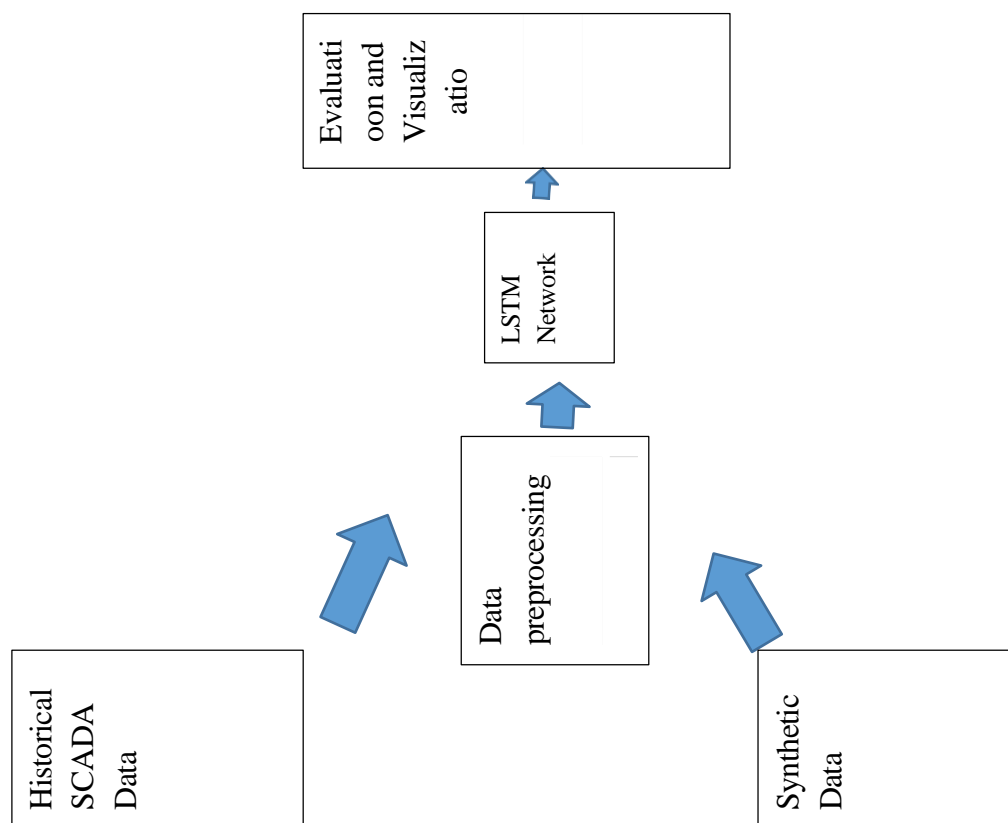 Historical
SCADA
Data
Synthetic
Data
Data
preprocessing
LSTM
Network
Evaluati
oon and
Visualiz
atio